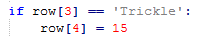 if row[3] == 'Trickle':
    row[4] = 15